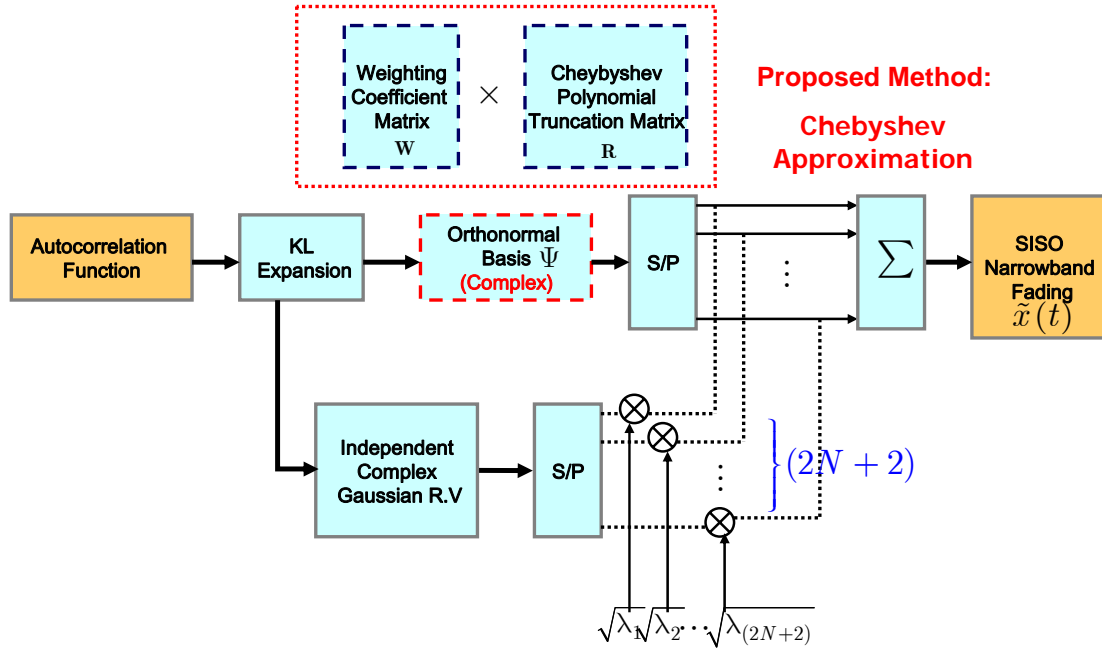 Weighting
Coefficient
Matrix
W
×
Cheybyshev
Polynomial
Truncation Matrix
R
Proposed Method:
Chebyshev
Approximation
Autocorrelation
Function
KL
Expansion
Orthonormal
Basis Ψ
(Complex)
S/P
⋮
∑
SISO
Narrowband
Fading
x̃(t)
Independent
Complex
Gaussian R.V
S/P
⋮
}(2N + 2)
√λ₁ √λ₂ ⋯ √λ₍₂N₊₂₎